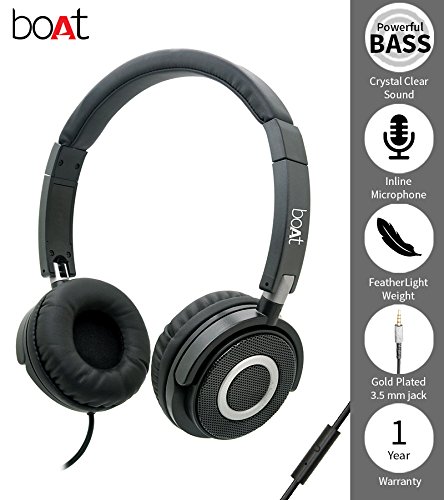 boAt
Powerful
BASS
Crystal Clear
Sound
Inline
Microphone
FeatherLight
Weight
Gold Plated
3.5 mm jack
1
Year
Warranty
boAt